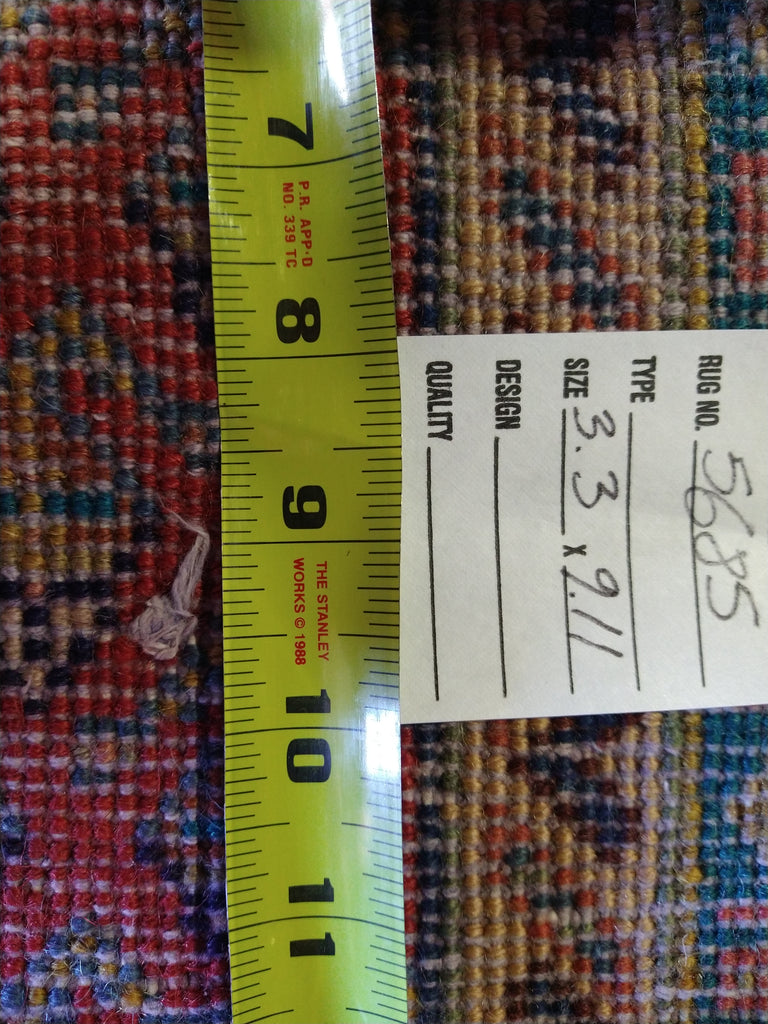 7
P.R. APP'D
NO. 339 TC
8
9
THE STANLEY
WORKS © 1988
10
11
RUG NO. 5685
TYPE
SIZE 3.3 X 9.11
DESIGN
QUALITY